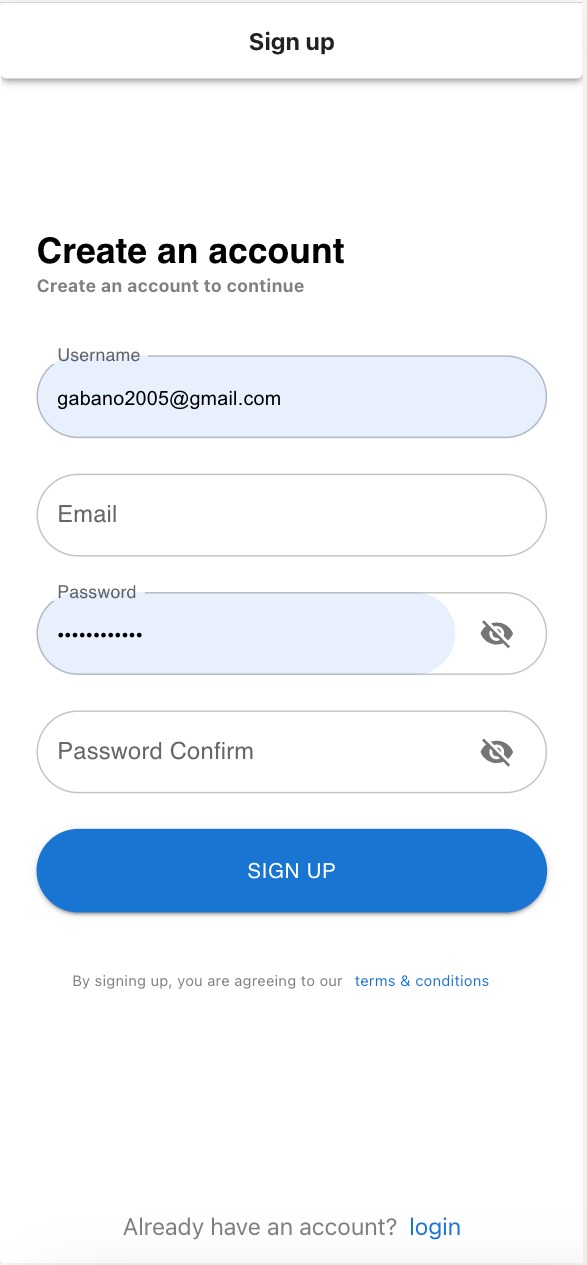 Sign up
Create an account
Create an account to continue
Username
gabano2005@gmail.com
Email
Password
••••••••••••
Password Confirm
SIGN UP
By signing up, you are agreeing to our terms & conditions
Already have an account? login